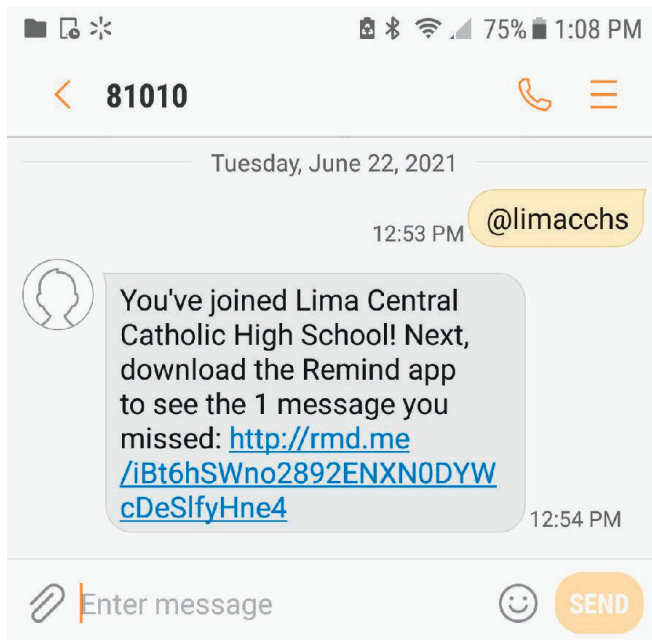 75% 1:08 PM
81010
Tuesday, June 22, 2021
@limacchs
12:53 PM
You've joined Lima Central
Catholic High School! Next,
download the Remind app
to see the 1 message you
missed: http://rmd.me
/iBt6hSWno2892ENXN0DYW
cDeSlfyHne4
12:54 PM
Enter message
SEND